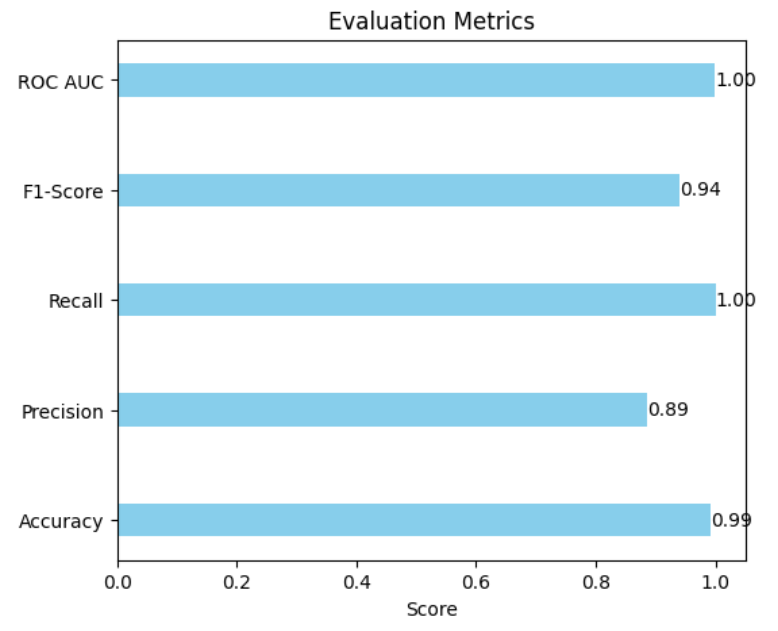 Evaluation Metrics
ROC AUC 1.00
F1-Score 0.94
Recall 1.00
Precision 0.89
Accuracy 0.99
0.0 0.2 0.4 0.6 0.8 1.0
Score